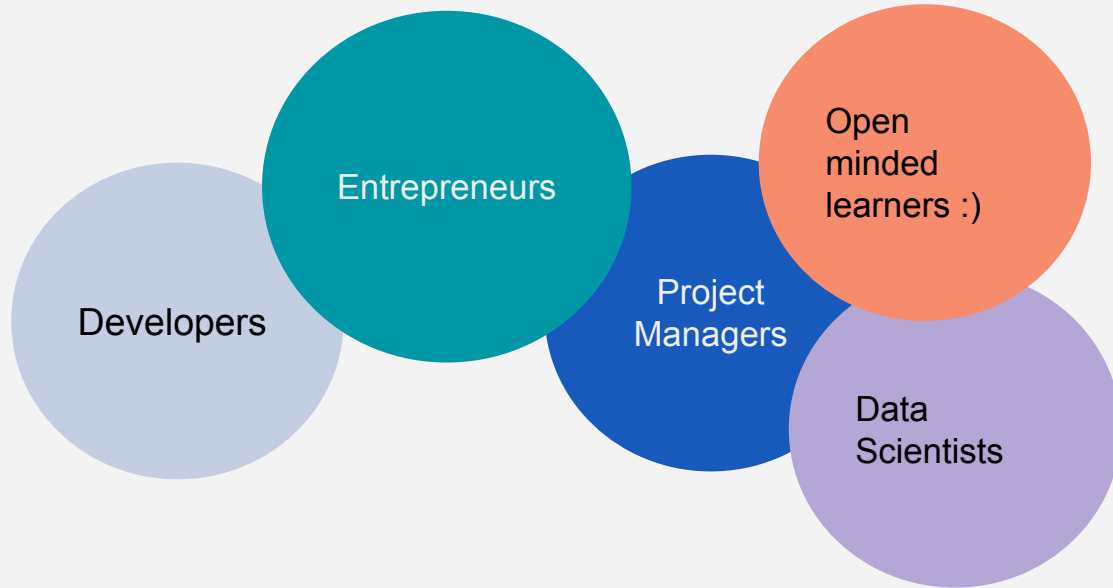 Developers
Entrepreneurs
Project
Managers
Open
minded
learners :)
Data
Scientists